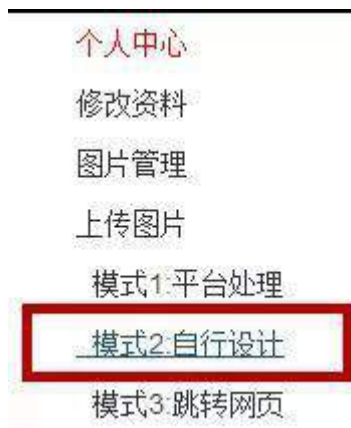 个人中心
修改资料
图片管理
上传图片
模式1:平台处理
模式2:自行设计
模式3:跳转网页